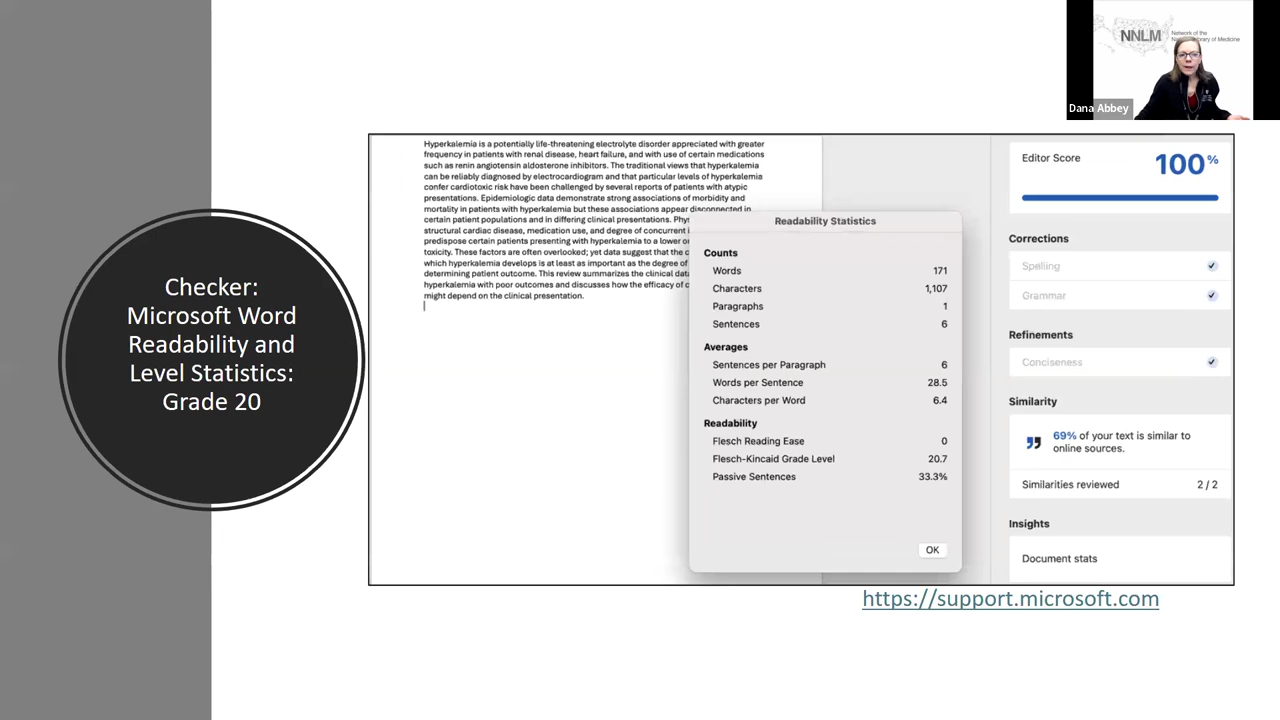 NNLM
Network of the
National Library of Medicine
Dana Abbey
Checker:
Microsoft Word
Readability and
Level Statistics:
Grade 20
Hyperkalemia is a potentially life-threatening electrolyte disorder appreciated with greater
frequency in patients with renal disease, heart failure, and with use of certain medications
such as renin angiotensin aldosterone inhibitors. The traditional views that hyperkalemia
can be reliably diagnosed by electrocardiogram and that particular levels of hyperkalemia
confer cardiotoxic risk have been challenged by several reports of patients with atypic
presentations. Epidemiologic data demonstrate strong associations of morbidity and
mortality in patients with hyperkalemia but these associations appear disconnected in
certain patient populations and in differing clinical presentations. Phys
structural cardiac disease, medication use, and degree of concurrent i
predispose certain patients presenting with hyperkalemia to a lower or
toxicity. These factors are often overlooked; yet data suggest that the c
which hyperkalemia develops is at least as important as the degree of
determining patient outcome. This review summarizes the clinical data
hyperkalemia with poor outcomes and discusses how the efficacy of c
might depend on the clinical presentation.
Readability Statistics
Counts
Words 171
Characters 1,107
Paragraphs 1
Sentences 6
Averages
Sentences per Paragraph 6
Words per Sentence 28.5
Characters per Word 6.4
Readability
Flesch Reading Ease 0
Flesch-Kincaid Grade Level 20.7
Passive Sentences 33.3%
OK
Editor Score 100%
Corrections
Spelling
Grammar
Refinements
Conciseness
Similarity
69% of your text is similar to
online sources.
Similarities reviewed 2 / 2
Insights
Document stats
https://support.microsoft.com